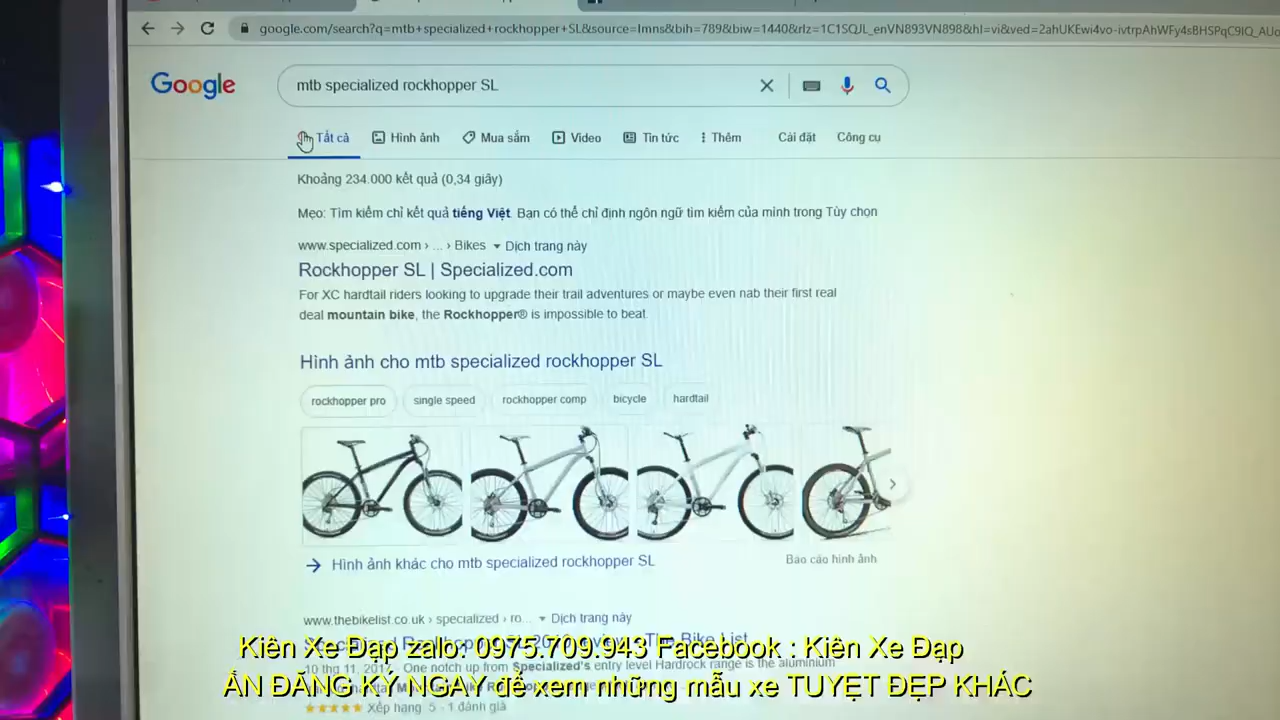 google.com/search?q=mtb+specialized+rockhopper+SL&source=lmns&bih=789&biw=1440&rlz=1C1SQJL_enVN893VN898&hl=vi&ved=2ahUKEwi4vo-ivtrpAhWFy4sBHSPqC9IQ_AUo
Google
mtb specialized rockhopper SL
Tất cả Hình ảnh Mua sắm Video Tin tức Thêm Cài đặt Công cụ
Khoảng 234.000 kết quả (0,34 giây)
Mẹo: Tìm kiếm chỉ kết quả tiếng Việt. Bạn có thể chỉ định ngôn ngữ tìm kiếm của mình trong Tùy chọn
www.specialized.com › ... › Bikes ▾ Dịch trang này
Rockhopper SL | Specialized.com
For XC hardtail riders looking to upgrade their trail adventures or maybe even nab their first real
deal mountain bike, the Rockhopper® is impossible to beat.
Hình ảnh cho mtb specialized rockhopper SL
rockhopper pro single speed rockhopper comp bicycle hardtail
Hình ảnh khác cho mtb specialized rockhopper SL
Báo cáo hình ảnh
www.thebikelist.co.uk › specialized › ro... ▾ Dịch trang này
The Bike List
Kiên Xe Đạp zalo: 0975.709.943 Facebook : Kiên Xe Đạp
One notch up from Specialized's entry level Hardrock range is the aluminium
ẤN ĐĂNG KÝ NGAY để xem những mẫu xe TUYỆT ĐẸP KHÁC
★★★★★ Xếp hạng: 5 - 1 đánh giá